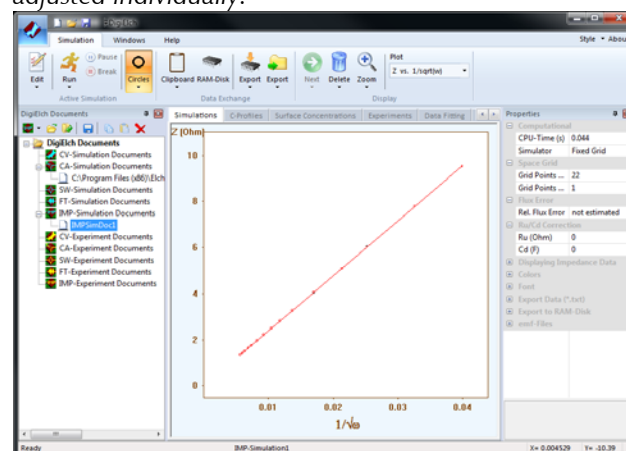 adjusted individually.
DigiElch
Simulation Windows Help Style Abou
Edit Run Pause Break Circles Clipboard RAM-Disk Export Export Next Delete Zoom Plot
Z vs. 1/sqrt(w)
Active Simulation Data Exchange Display
DigiElch Documents
DigiElch Documents
CV-Simulation Documents
CA-Simulation Documents
C:\Program Files (x86)\Elch
SW-Simulation Documents
FT-Simulation Documents
IMP-Simulation Documents
IMPSimDoc1
CV-Experiment Documents
CA-Experiment Documents
SW-Experiment Documents
FT-Experiment Documents
IMP-Experiment Documents
Simulations C-Profiles Surface Concentrations Experiments Data Fitting
Z [Ohm]
10
8
6
4
2
0
0.01 0.02 0.03 0.04
1/√ω
Properties
Computational
CPU-Time (s) 0.044
Simulator Fixed Grid
Space Grid
Grid Points ... 22
Grid Points ... 1
Flux Error
Rel. Flux Error not estimated
Ru/Cd Correction
Ru (Ohm) 0
Cd (F) 0
Displaying Impedance Data
Colors
Font
Export Data (*.txt)
Export to RAM-Disk
emf-Files
Ready IMP-Simulation1 X= 0.004529 Y= -10.39